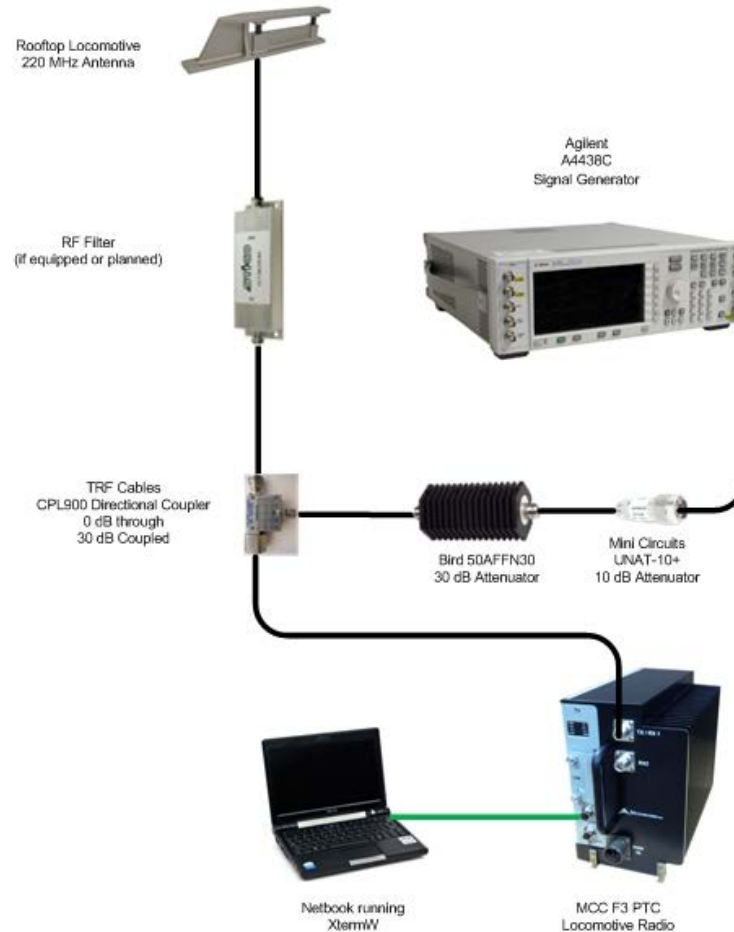 Rooftop Locomotive
220 MHz Antenna
Agilent
A4438C
Signal Generator
RF Filter
(if equipped or planned)
TRF Cables
CPL900 Directional Coupler
0 dB through
30 dB Coupled
Bird 50AFFN30
30 dB Attenuator
Mini Circuits
UNAT-10+
10 dB Attenuator
Netbook running
XtermW
MCC F3 PTC
Locomotive Radio